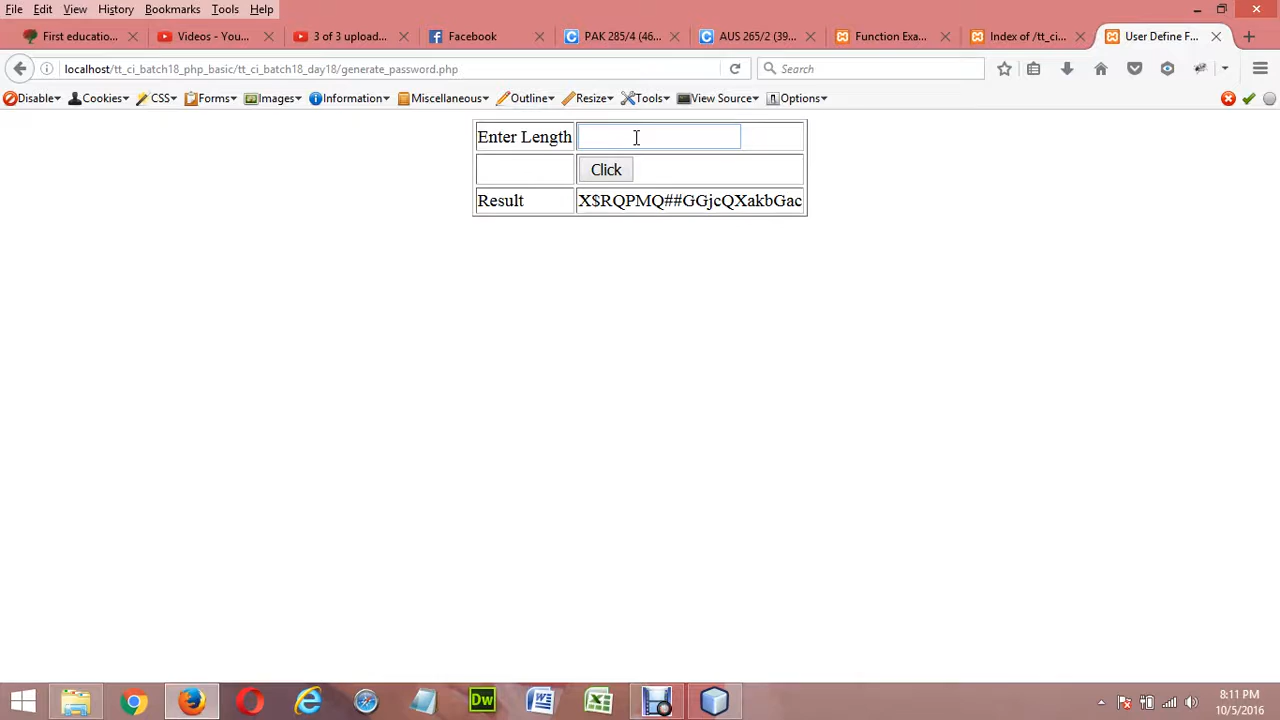 File Edit View History Bookmarks Tools Help
First educatio... Videos - You... 3 of 3 upload... Facebook PAK 285/4 (46... AUS 265/2 (39... Function Exa... Index of /tt_ci... User Define F...
localhost/tt_ci_batch18_php_basic/tt_ci_batch18_day18/generate_password.php Search
Disable Cookies CSS Forms Images Information Miscellaneous Outline Resize Tools View Source Options
Enter Length
Click
Result X$RQPMQ##GGjcQXakbGac
8:11 PM
10/5/2016